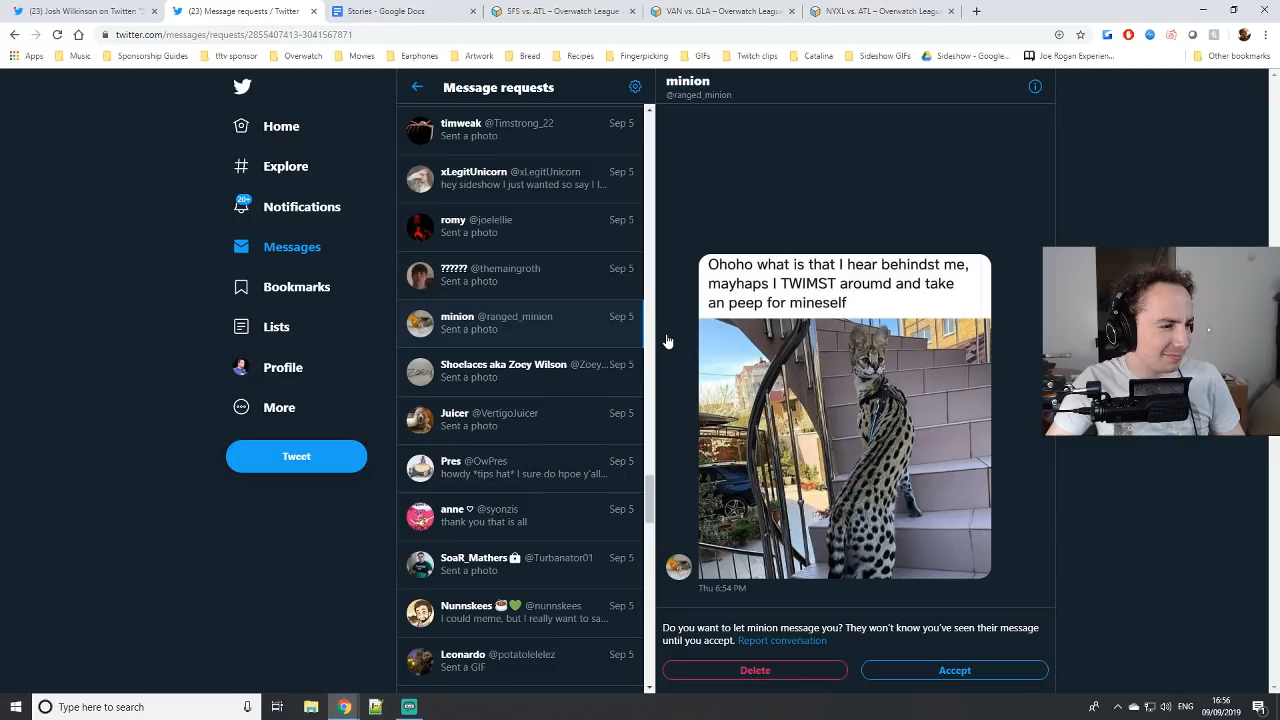 (23) Josh Wilkinson on Twitter: "S
(23) Message requests / Twitter
Stories - Google Docs
SFS vs. ATL – Overwatch League
VAN vs. GLA – Overwatch League
NYXL vs. ATL – Overwatch League
twitter.com/messages/requests/2855407413-3041567871
Apps
Music
Sponsorship Guides
tftv sponsor
Overwatch
Movies
Earphones
Artwork
Bread
Recipes
Fingerpicking
GIFs
Twitch clips
Catalina
Sideshow GIFs
Sideshow - Google...
Joe Rogan Experien...
Other bookmarks
Home
Explore
20+
Notifications
Messages
Bookmarks
Lists
Profile
More
Tweet
Message requests
timweak @Timstrong_22 Sep 5
Sent a photo
xLegitUnicorn @xLegitUnicorn Sep 5
hey sideshow I just wanted so say I l...
romy @joelellie Sep 5
Sent a photo
?????? @themaingroth Sep 5
Sent a photo
minion @ranged_minion Sep 5
Sent a photo
Shoelaces aka Zoey Wilson @Zoey... Sep 5
Sent a photo
Juicer @VertigoJuicer Sep 5
Sent a photo
Pres @OwPres Sep 5
howdy *tips hat* I sure do hpoe y'all...
anne ♡ @syonzis Sep 5
thank you that is all
SoaR_Mathers @Turbanator01 Sep 5
Sent a photo
Nunnskees @nunnskees Sep 5
I could meme, but I really want to sa...
Leonardo @potatolelelez Sep 5
Sent a GIF
minion
@ranged_minion
Ohoho what is that I hear behindst me,
mayhaps I TWIMST aroumd and take
an peep for mineself
Thu 6:54 PM
Do you want to let minion message you? They won't know you've seen their message
until you accept. Report conversation
Delete
Accept
Type here to search
ENG
16:56
09/09/2019